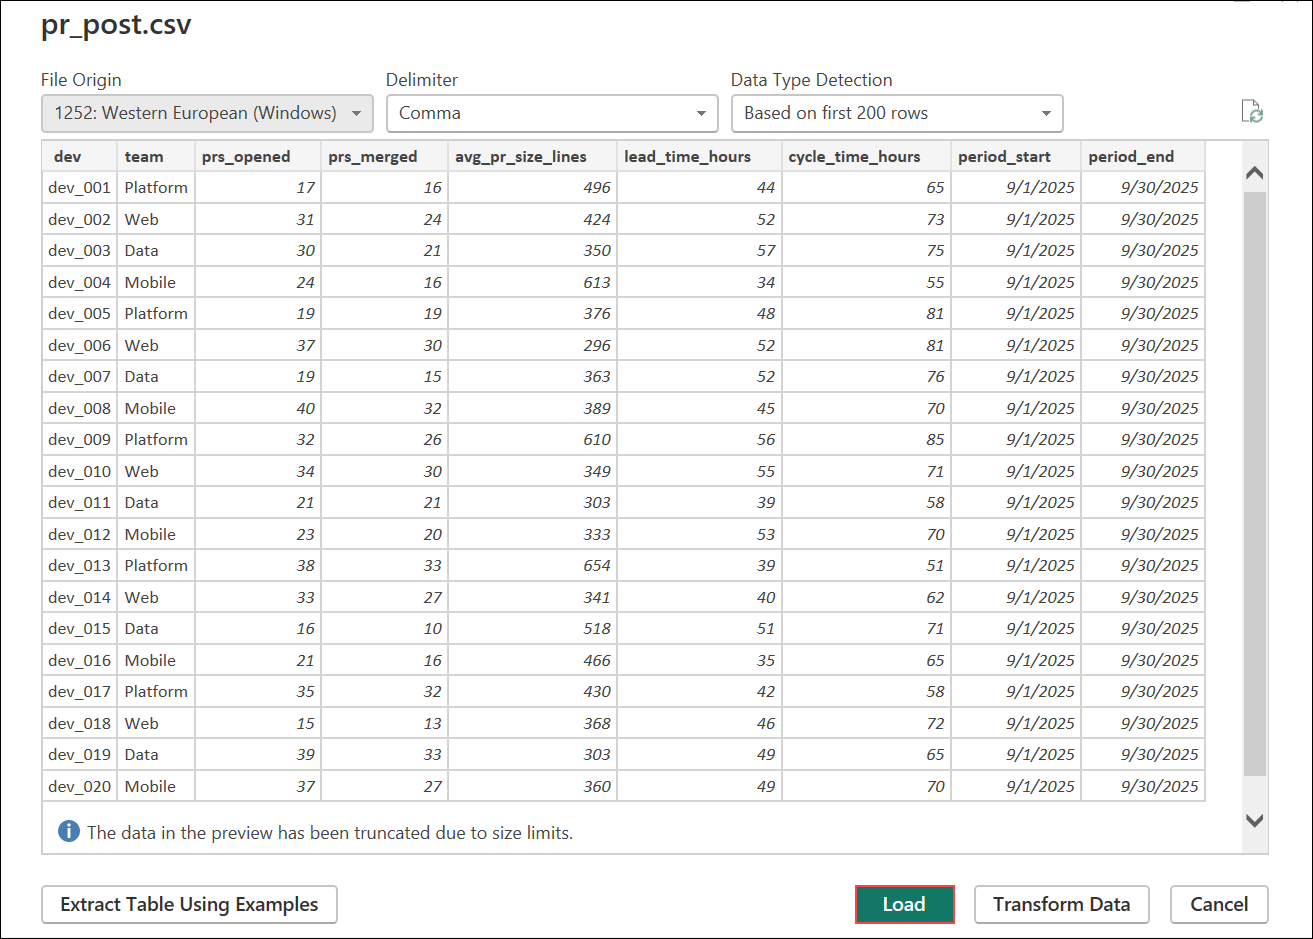 pr_post.csv
File Origin Delimiter Data Type Detection
1252: Western European (Windows) Comma Based on first 200 rows
dev team prs_opened prs_merged avg_pr_size_lines lead_time_hours cycle_time_hours period_start period_end
dev_001 Platform 17 16 496 44 65 9/1/2025 9/30/2025
dev_002 Web 31 24 424 52 73 9/1/2025 9/30/2025
dev_003 Data 30 21 350 57 75 9/1/2025 9/30/2025
dev_004 Mobile 24 16 613 34 55 9/1/2025 9/30/2025
dev_005 Platform 19 19 376 48 81 9/1/2025 9/30/2025
dev_006 Web 37 30 296 52 81 9/1/2025 9/30/2025
dev_007 Data 19 15 363 52 76 9/1/2025 9/30/2025
dev_008 Mobile 40 32 389 45 70 9/1/2025 9/30/2025
dev_009 Platform 32 26 610 56 85 9/1/2025 9/30/2025
dev_010 Web 34 30 349 55 71 9/1/2025 9/30/2025
dev_011 Data 21 21 303 39 58 9/1/2025 9/30/2025
dev_012 Mobile 23 20 333 53 70 9/1/2025 9/30/2025
dev_013 Platform 38 33 654 39 51 9/1/2025 9/30/2025
dev_014 Web 33 27 341 40 62 9/1/2025 9/30/2025
dev_015 Data 16 10 518 51 71 9/1/2025 9/30/2025
dev_016 Mobile 21 16 466 35 65 9/1/2025 9/30/2025
dev_017 Platform 35 32 430 42 58 9/1/2025 9/30/2025
dev_018 Web 15 13 368 46 72 9/1/2025 9/30/2025
dev_019 Data 39 33 303 49 65 9/1/2025 9/30/2025
dev_020 Mobile 37 27 360 49 70 9/1/2025 9/30/2025
The data in the preview has been truncated due to size limits.
Extract Table Using Examples Load Transform Data Cancel